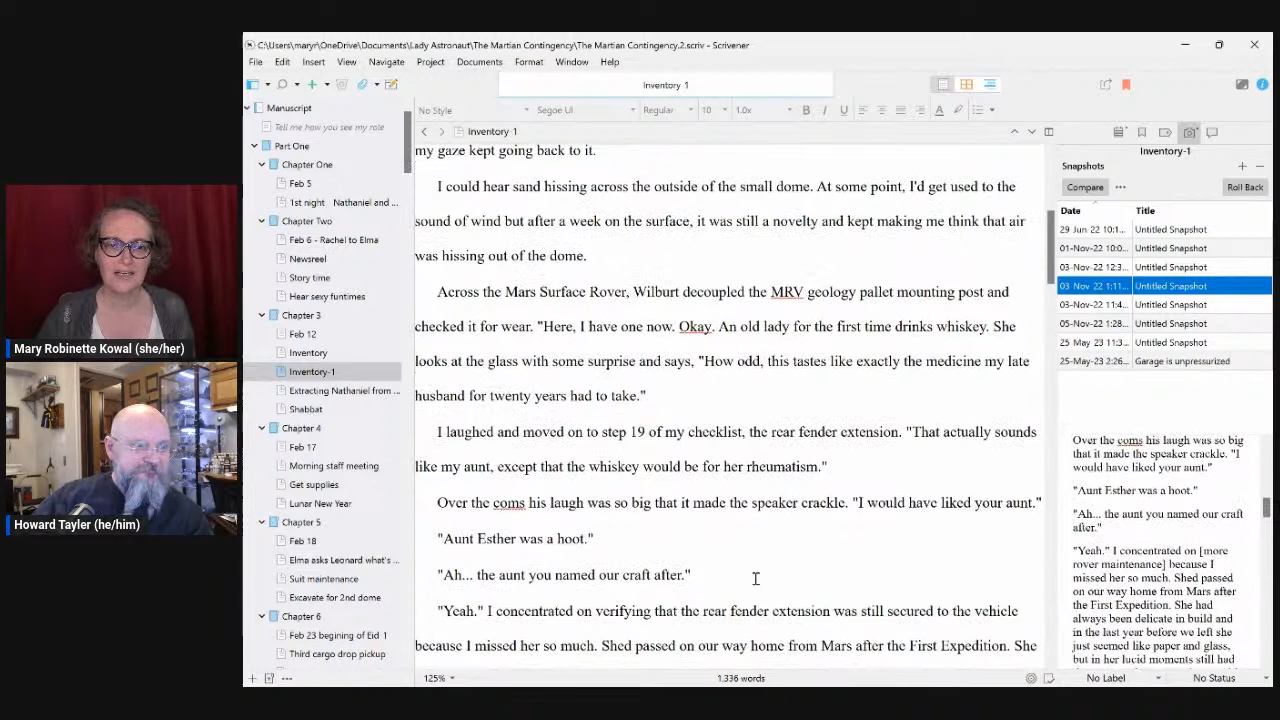 C:\Users\maryr\OneDrive\Documents\Lady Astronaut\The Martian Contingency\The Martian Contingency.2.scriv - Scrivener
File Edit Insert View Navigate Project Documents Format Window Help
Inventory 1
No Style Segoe UI Regular 10 1.0x B I U A
Inventory 1
Manuscript
Tell me how you see my role
Part One
Chapter One
Feb 5
1st night Nathaniel and ...
Chapter Two
Feb 6 - Rachel to Elma
Newsreel
Story time
Hear sexy funtimes
Chapter 3
Feb 12
Inventory
Inventory-1
Extracting Nathaniel from ...
Shabbat
Chapter 4
Feb 17
Morning staff meeting
Get supplies
Lunar New Year
Chapter 5
Feb 18
Elma asks Leonard what's ...
Suit maintenance
Excavate for 2nd dome
Chapter 6
Feb 23 begining of Eid 1
Third cargo drop pickup
my gaze kept going back to it.
I could hear sand hissing across the outside of the small dome. At some point, I'd get used to the
sound of wind but after a week on the surface, it was still a novelty and kept making me think that air
was hissing out of the dome.
Across the Mars Surface Rover, Wilburt decoupled the MRV geology pallet mounting post and
checked it for wear. "Here, I have one now. Okay. An old lady for the first time drinks whiskey. She
looks at the glass with some surprise and says, "How odd, this tastes like exactly the medicine my late
husband for twenty years had to take."
I laughed and moved on to step 19 of my checklist, the rear fender extension. "That actually sounds
like my aunt, except that the whiskey would be for her rheumatism."
Over the coms his laugh was so big that it made the speaker crackle. "I would have liked your aunt."
"Aunt Esther was a hoot."
"Ah... the aunt you named our craft after."
"Yeah." I concentrated on verifying that the rear fender extension was still secured to the vehicle
because I missed her so much. Shed passed on our way home from Mars after the First Expedition. She
125% 1,336 words
Inventory-1
Snapshots
Compare ... Roll Back
Date Title
29 Jun-22 10:1... Untitled Snapshot
01-Nov-22 10:0... Untitled Snapshot
03-Nov-22 12:3... Untitled Snapshot
03 Nov 22 1:11... Untitled Snapshot
03-Nov-22 11:4... Untitled Snapshot
05-Nov-22 1:28... Untitled Snapshot
25 May 23 11:3... Untitled Snapshot
25-May-23 2:26... Garage is unpressurized
Over the coms his laugh was so big
that it made the speaker crackle. "I
would have liked your aunt."
"Aunt Esther was a hoot."
"Ah... the aunt you named our craft
after."
"Yeah." I concentrated on [more
rover maintenance] because I
missed her so much. Shed passed
on our way home from Mars after
the First Expedition. She had
always been delicate in build and
in the last year before we left she
just seemed like paper and glass,
but in her lucid moments still had
No Label No Status
Mary Robinette Kowal (she/her)
Howard Tayler (he/him)